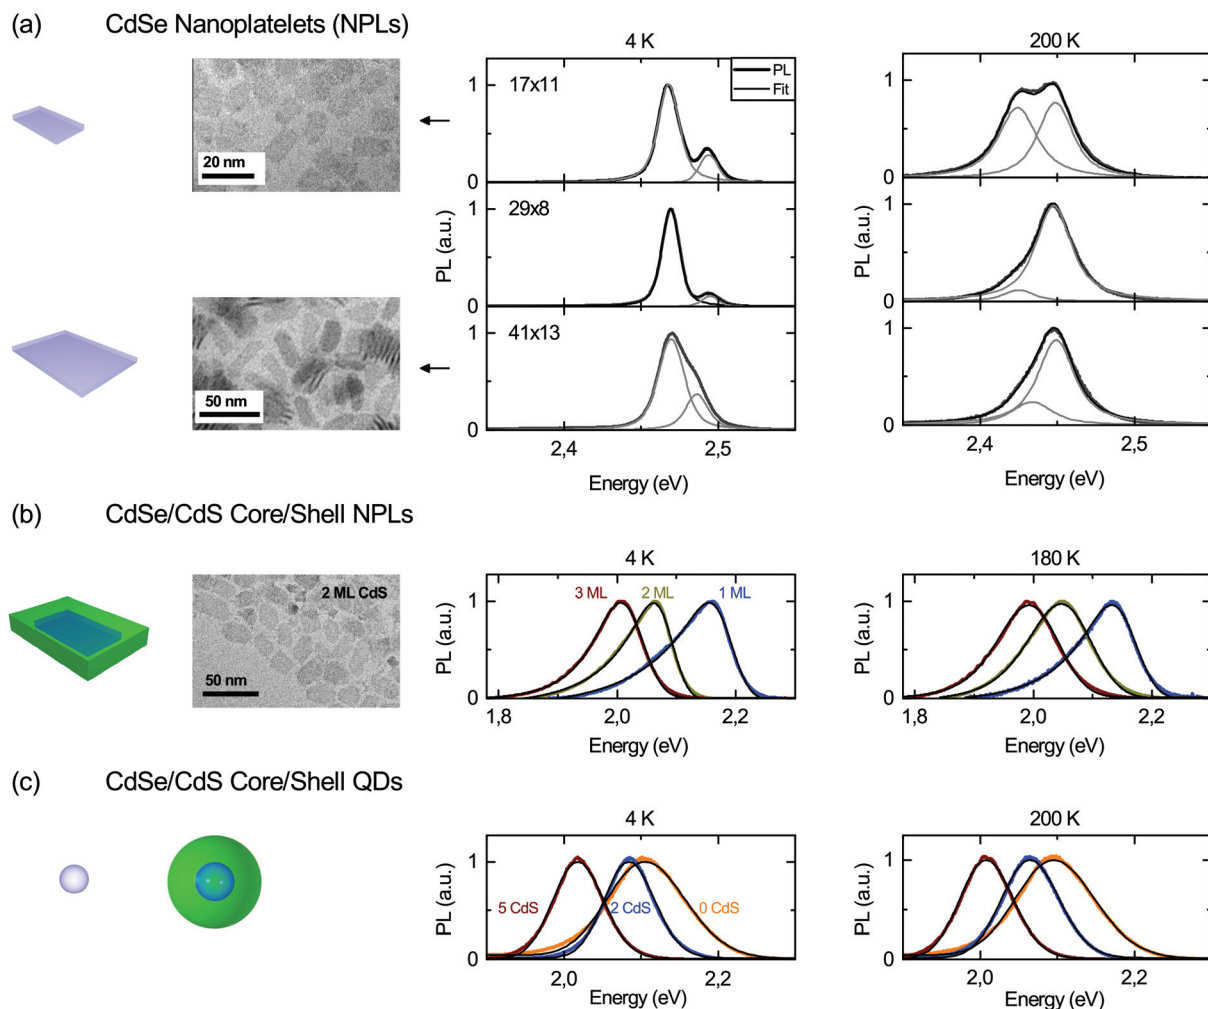 (a) CdSe Nanoplatelets (NPLs)
4 K
200 K
20 nm
50 nm
PL (a.u.)
17x11
PL
Fit
1
0
29x8
1
0
41x13
1
0
2,4 2,5
Energy (eV)
PL (a.u.)
1
0
1
0
1
0
2,4 2,5
Energy (eV)
(b) CdSe/CdS Core/Shell NPLs
2 ML CdS
50 nm
4 K
PL (a.u.)
1
0
3 ML 2 ML 1 ML
1,8 2,0 2,2
Energy (eV)
180 K
PL (a.u.)
1
0
1,8 2,0 2,2
Energy (eV)
(c) CdSe/CdS Core/Shell QDs
4 K
PL (a.u.)
1
0
5 CdS 2 CdS 0 CdS
2,0 2,2
Energy (eV)
200 K
PL (a.u.)
1
0
2,0 2,2
Energy (eV)